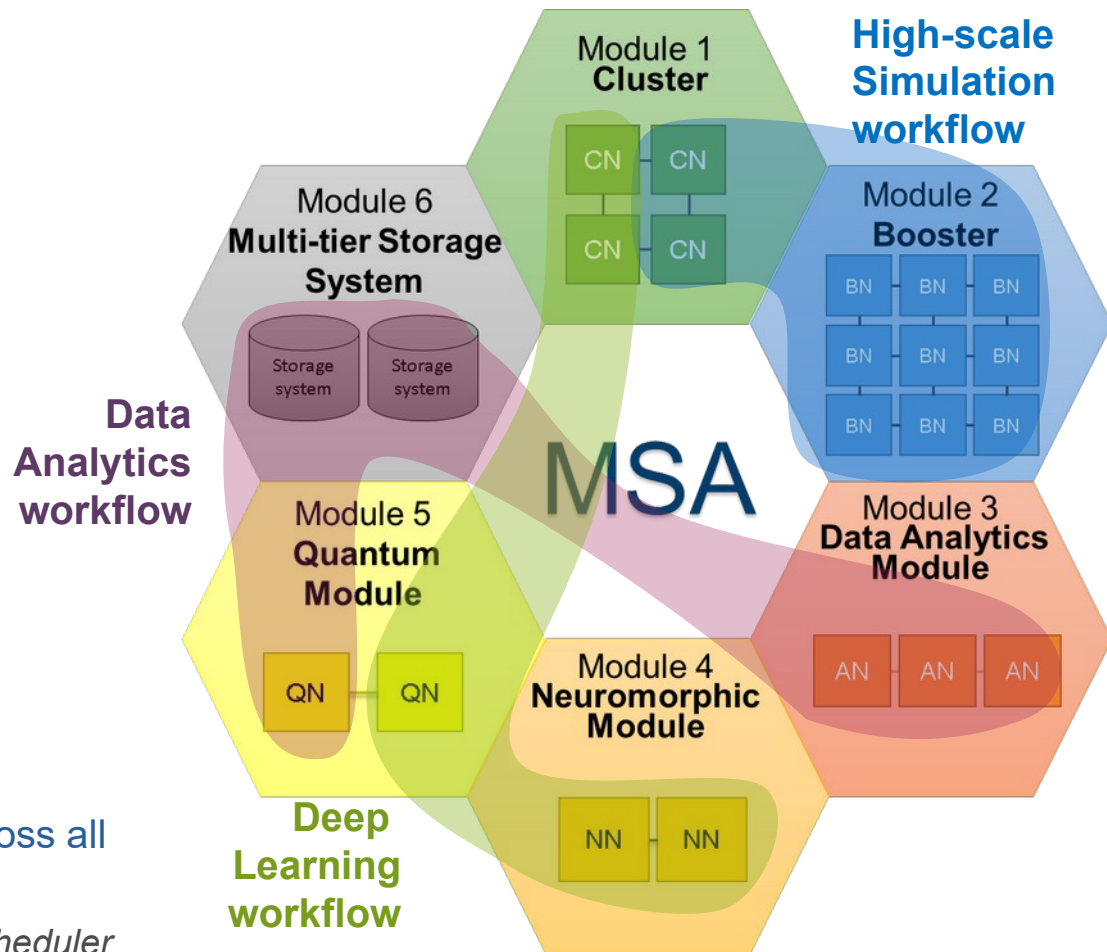 High-scale
Simulation
workflow
Module 1
Cluster
CN CN
CN CN
Module 2
Booster
BN BN BN
BN BN BN
BN BN BN
Module 6
Multi-tier Storage
System
Storage
system
Storage
system
Data
Analytics
workflow
MSA
Module 3
Data Analytics
Module
AN AN AN
Module 5
Quantum
Module
QN QN
Module 4
Neuromorphic
Module
NN NN
Deep
Learning
workflow
oss all
heduler